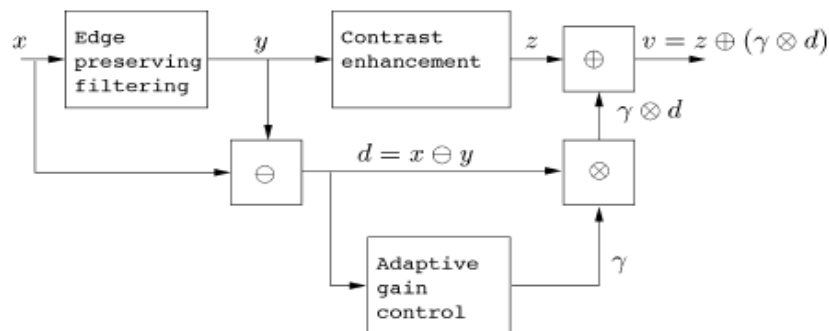 x
Edge
preserving
filtering
y
Contrast
enhancement
z
⊕
v = z ⊕ (γ ⊗ d)
γ ⊗ d
⊖
d = x ⊖ y
⊗
Adaptive
gain
control
γ